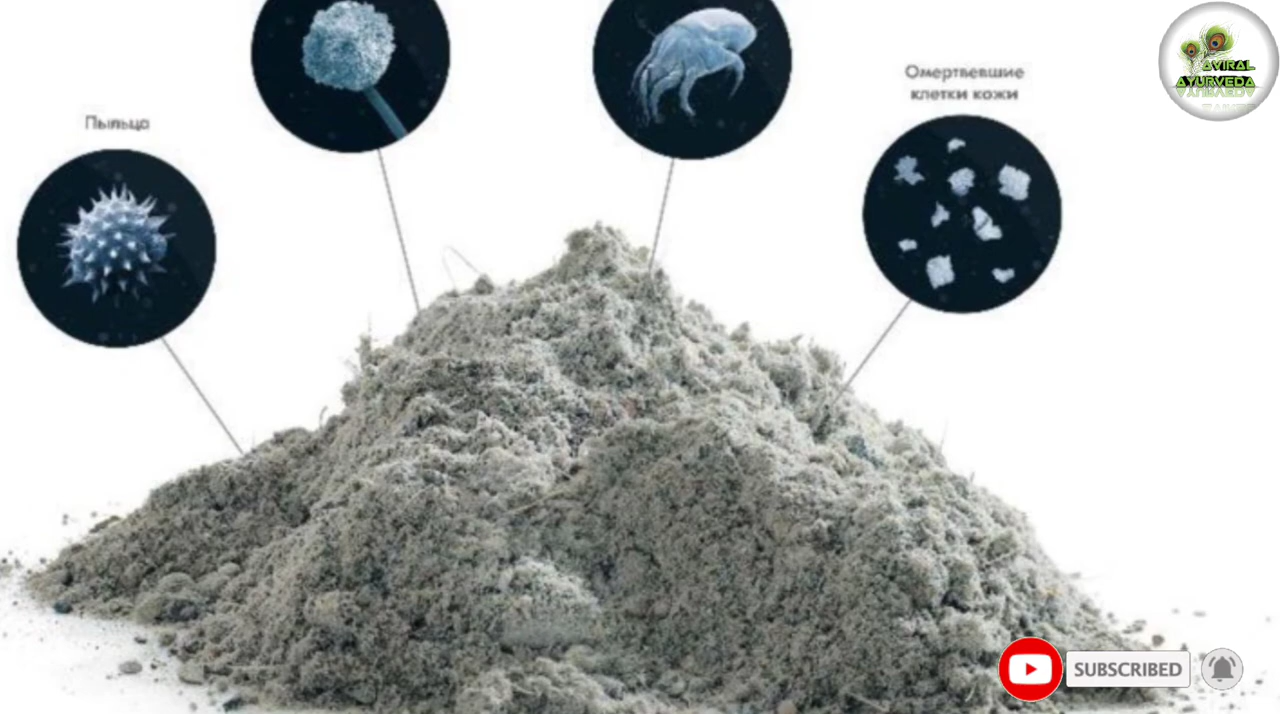 Пыльца
Омертвевшие
клетки кожи
AVIRAL
AYURVEDA
SUBSCRIBED